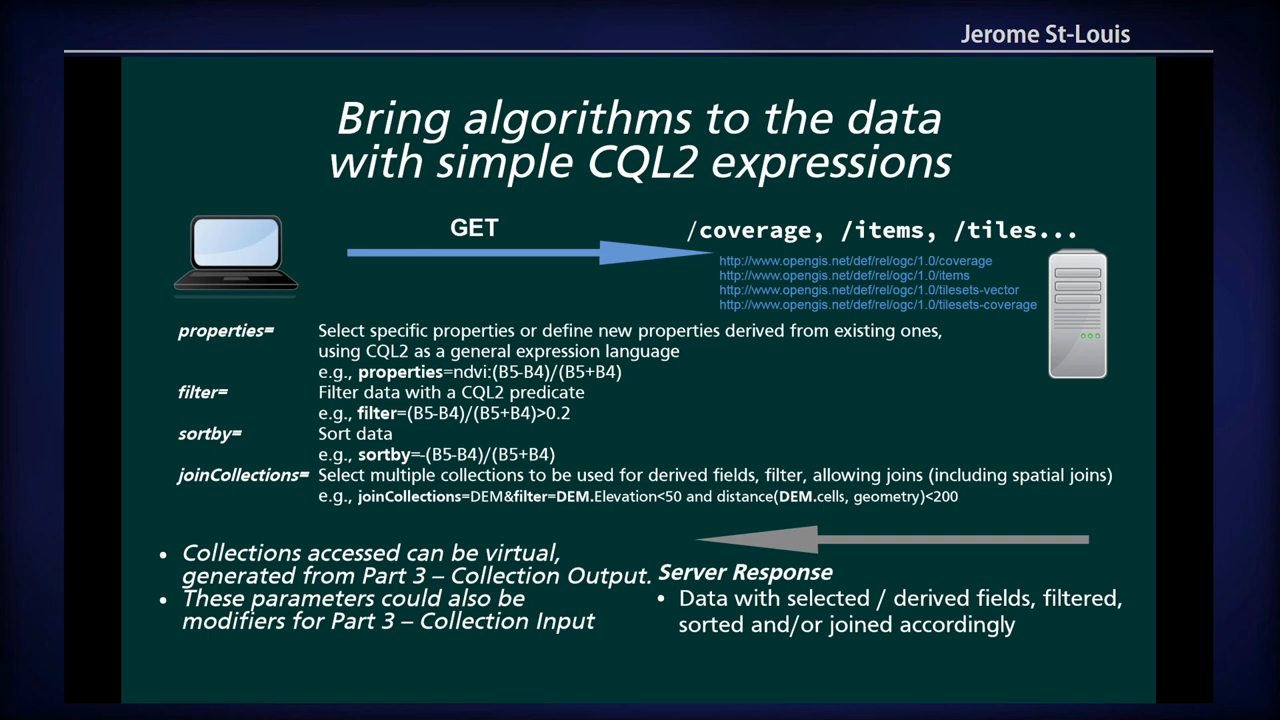 Jerome St-Louis
Bring algorithms to the data
with simple CQL2 expressions
GET
/coverage, /items, /tiles...
http://www.opengis.net/def/rel/ogc/1.0/coverage
http://www.opengis.net/def/rel/ogc/1.0/items
http://www.opengis.net/def/rel/ogc/1.0/tilesets-vector
http://www.opengis.net/def/rel/ogc/1.0/tilesets-coverage
properties= Select specific properties or define new properties derived from existing ones,
using CQL2 as a general expression language
e.g., properties=ndvi:(B5-B4)/(B5+B4)
filter= Filter data with a CQL2 predicate
e.g., filter=(B5-B4)/(B5+B4)>0.2
sortby= Sort data
e.g., sortby=-(B5-B4)/(B5+B4)
joinCollections= Select multiple collections to be used for derived fields, filter, allowing joins (including spatial joins)
e.g., joinCollections=DEM&filter=DEM.Elevation<50 and distance(DEM.cells, geometry)<200
• Collections accessed can be virtual,
generated from Part 3 – Collection Output.
• These parameters could also be
modifiers for Part 3 – Collection Input
Server Response
• Data with selected / derived fields, filtered,
sorted and/or joined accordingly